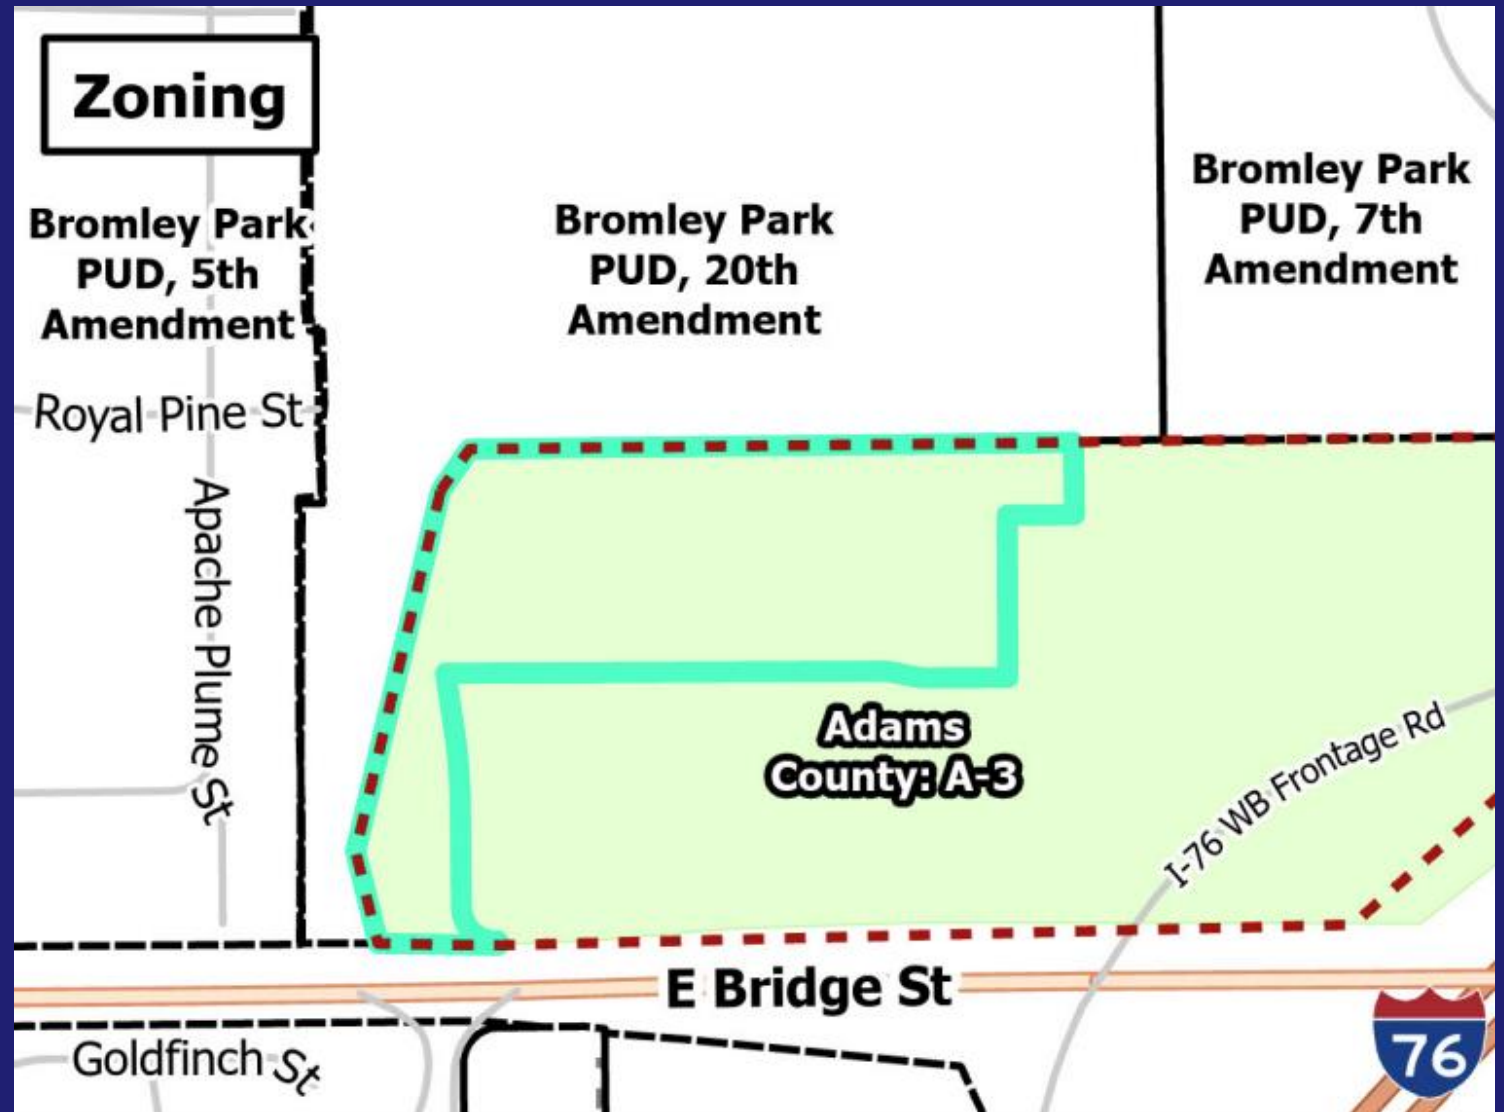 Zoning
Bromley Park
PUD, 5th
Amendment
Bromley Park
PUD, 20th
Amendment
Bromley Park
PUD, 7th
Amendment
Royal Pine St
Apache Plume St
Adams
County: A-3
I-76 WB Frontage Rd
E Bridge St
Goldfinch St
76